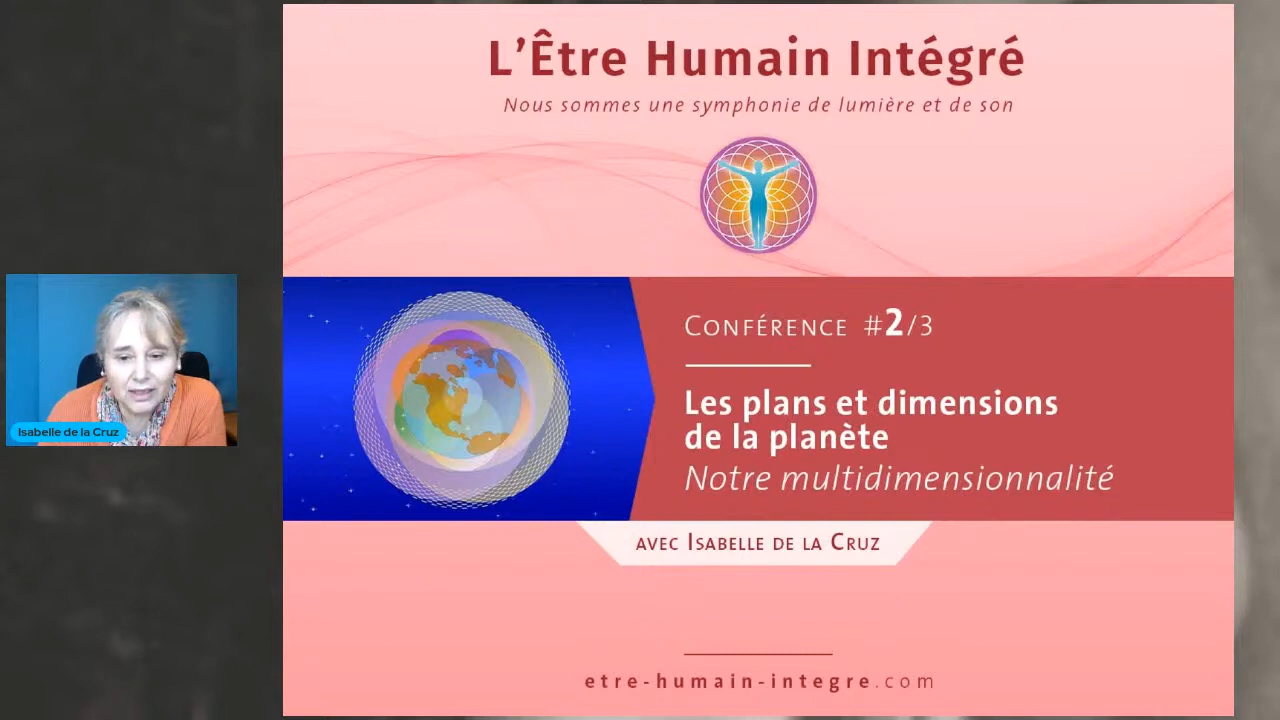 L'Être Humain Intégré
Nous sommes une symphonie de lumière et de son
Conférence #2/3
Les plans et dimensions
de la planète
Notre multidimensionnalité
avec Isabelle de la Cruz
etre-humain-integre.com
Isabelle de la Cruz